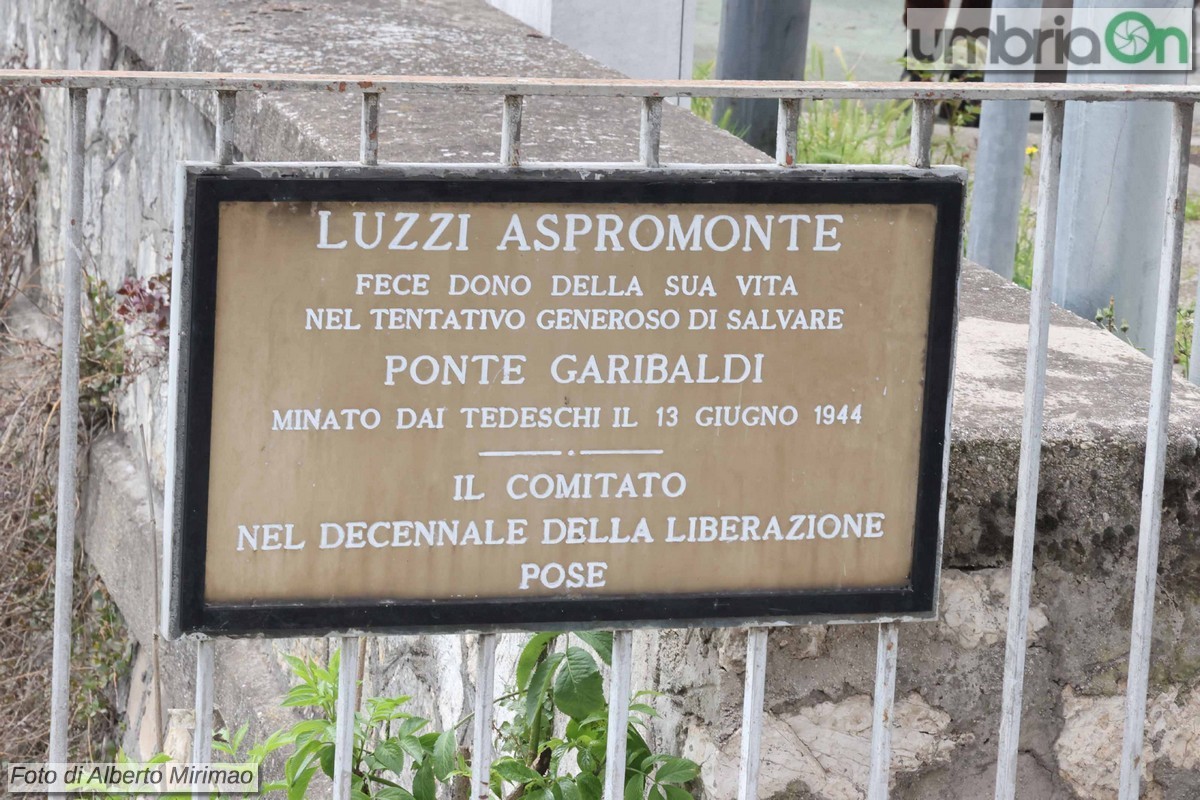 umbriaOn
LUZZI ASPROMONTE
FECE DONO DELLA SUA VITA
NEL TENTATIVO GENEROSO DI SALVARE
PONTE GARIBALDI
MINATO DAI TEDESCHI IL 13 GIUGNO 1944
IL COMITATO
NEL DECENNALE DELLA LIBERAZIONE
POSE
Foto di Alberto Mirimao